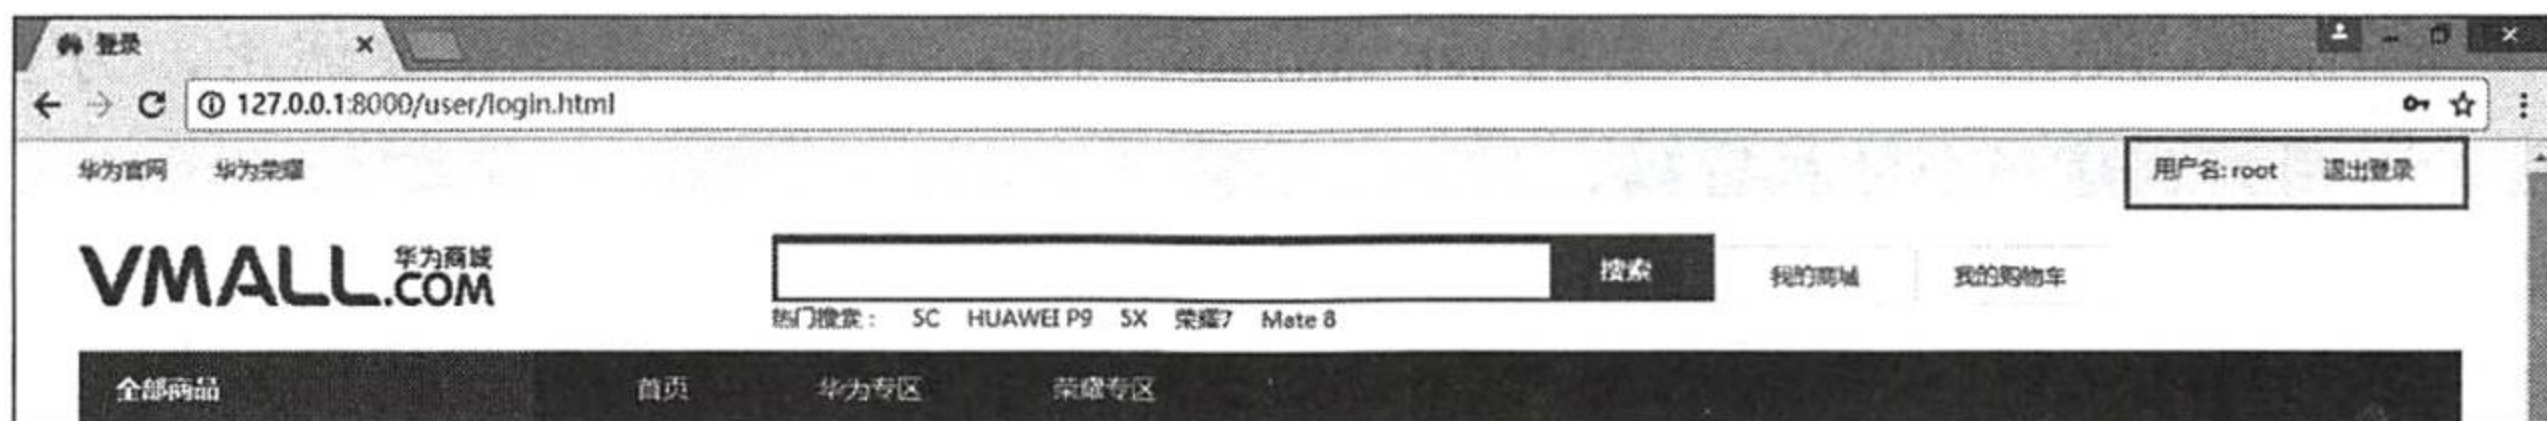 登录
127.0.0.1:8000/user/login.html
华为官网 华为荣耀 用户名: root 退出登录
VMALL.COM 华为商城
搜索 我的商城 我的购物车
热门搜索: 5C HUAWEI P9 5X 荣耀7 Mate 8
全部商品 首页 华为专区 荣耀专区